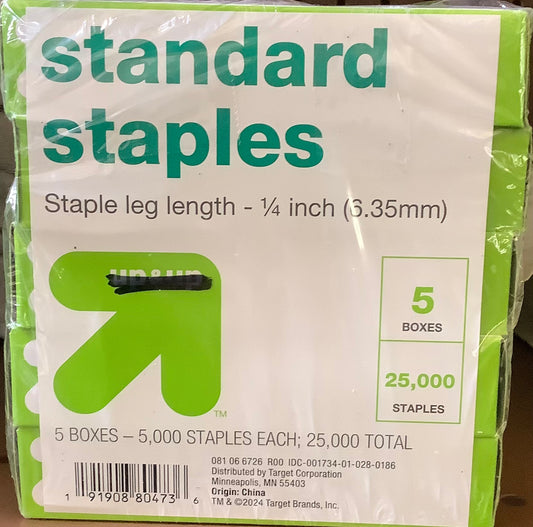 standard
staples
Staple leg length - ¼ inch (6.35mm)
up & up
5
BOXES
25,000
STAPLES
TM
5 BOXES – 5,000 STAPLES EACH; 25,000 TOTAL
081 06 6726 R00 IDC-001734-01-028-0186
Distributed by Target Corporation
Minneapolis, MN 55403
Origin: China
TM & ©2024 Target Brands, Inc.
1 91908 80473 6